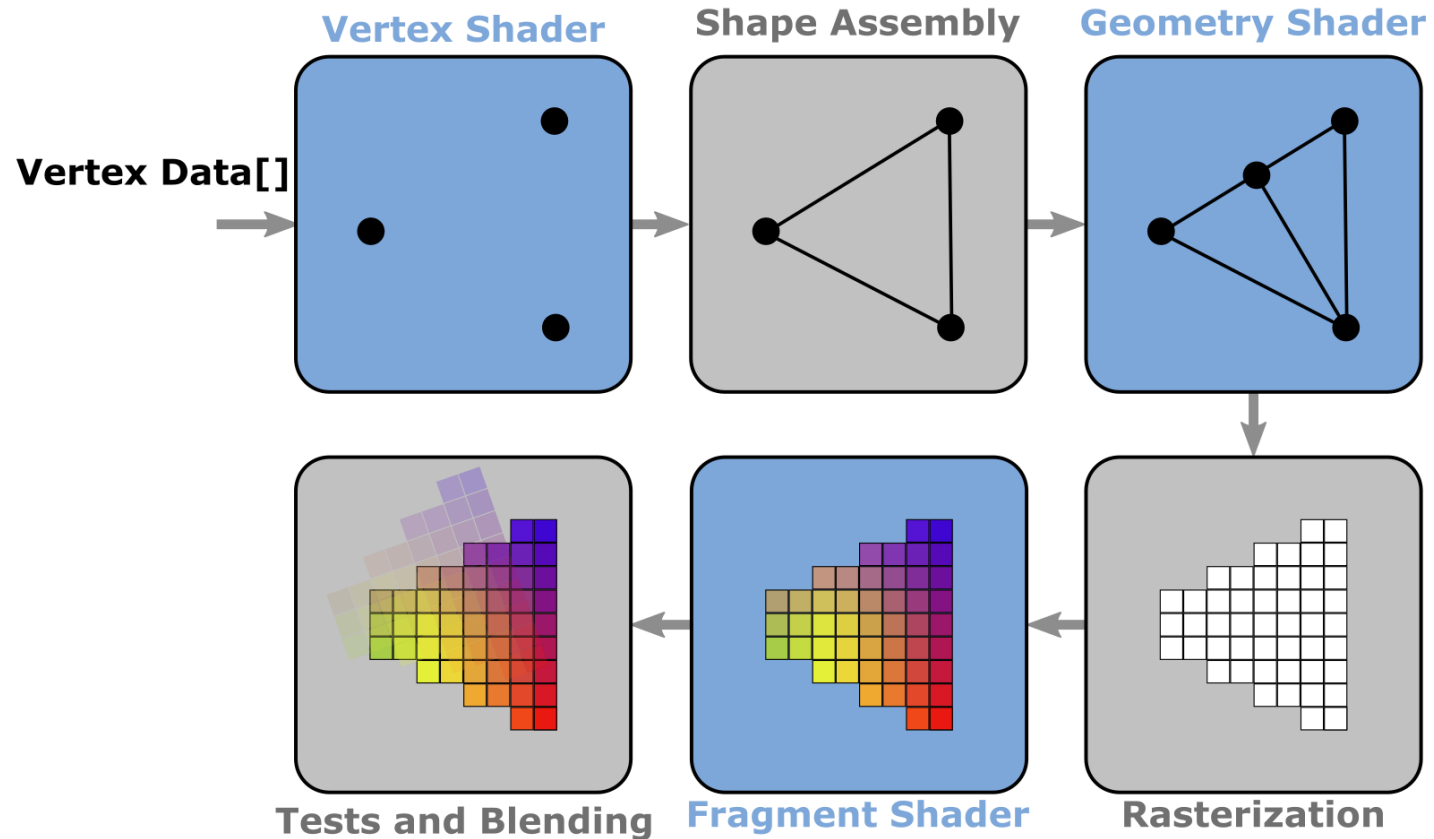 Vertex Shader
Shape Assembly
Geometry Shader
Vertex Data[]
Tests and Blending
Fragment Shader
Rasterization